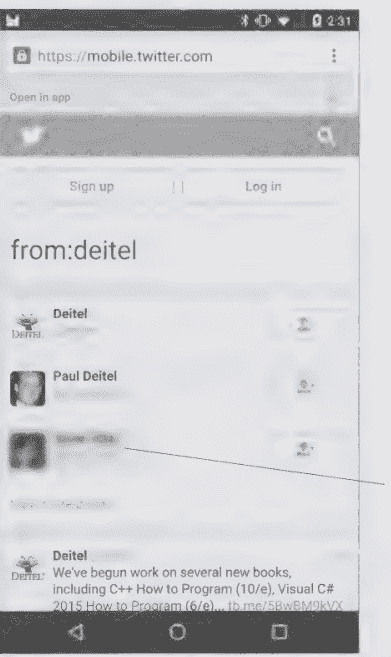 2:31
https://mobile.twitter.com
Open in app
Sign up
Log in
from:deitel
Deitel
DEITEL
Paul Deitel
Deitel
DEITEL
We've begun work on several new books,
including C++ How to Program (10/e), Visual C#
2015 How to Program (6/e)... fb.me/5BwBM9kVX